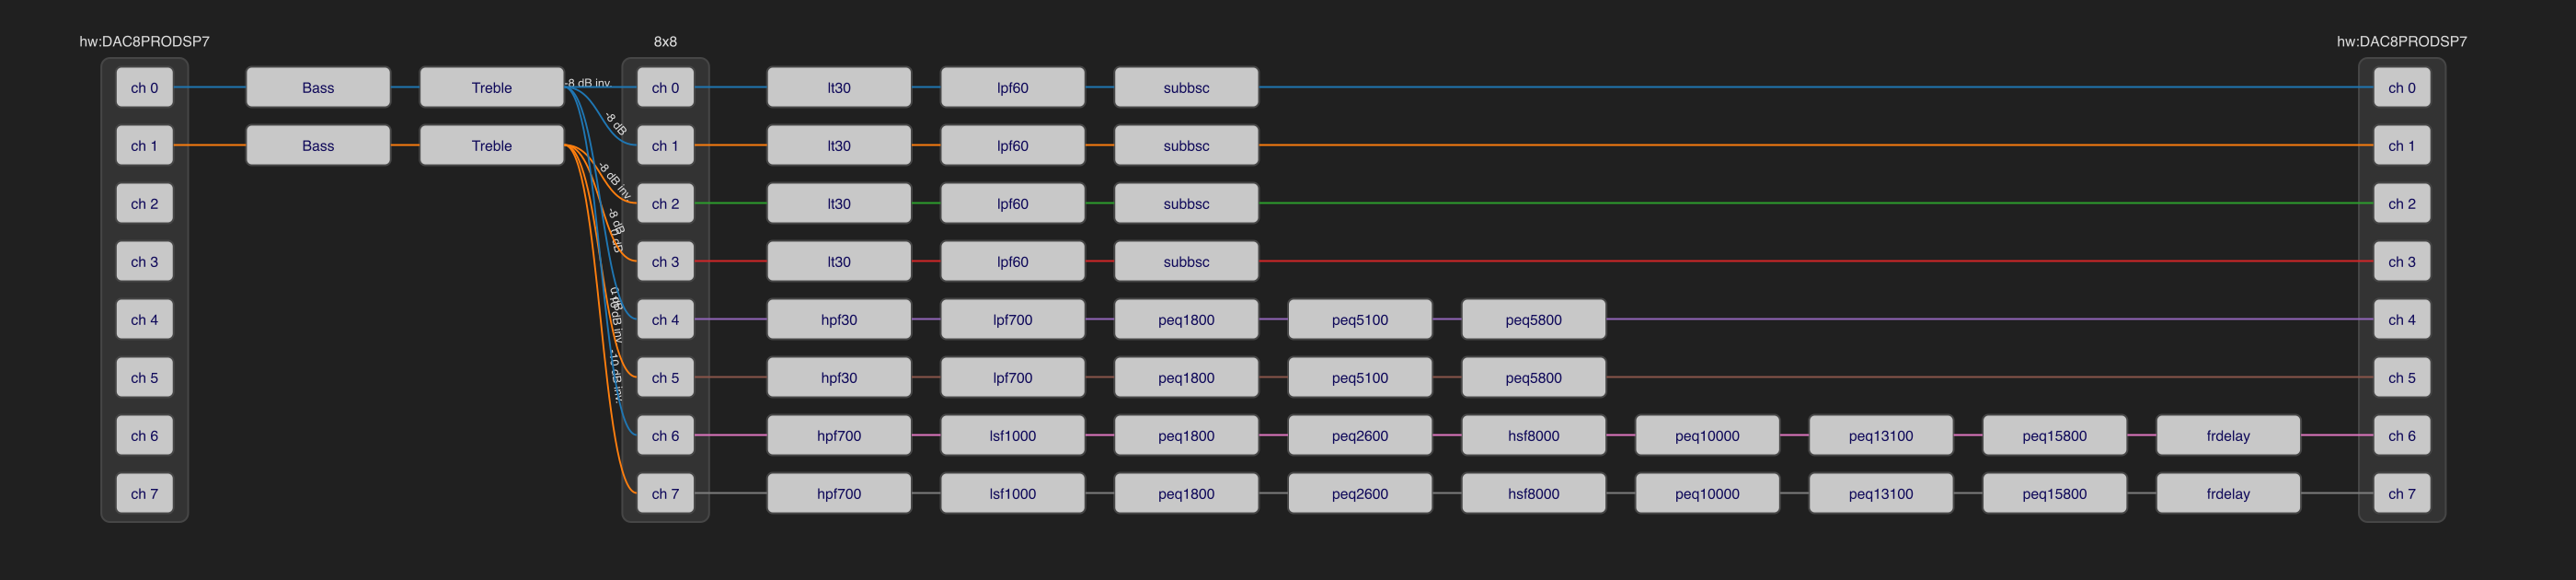 hw:DAC8PRODSP7 8x8 hw:DAC8PRODSP7
ch 0 Bass Treble -8 dB inv. ch 0 lt30 lpf60 subbsc ch 0
-8 dB
ch 1 Bass Treble ch 1 lt30 lpf60 subbsc ch 1
-8 dB inv.
ch 2 ch 2 lt30 lpf60 subbsc ch 2
-8 dB
0 dB
ch 3 ch 3 lt30 lpf60 subbsc ch 3
0 dB
dB inv.
ch 4 ch 4 hpf30 lpf700 peq1800 peq5100 peq5800 ch 4
-10 dB inv.
ch 5 ch 5 hpf30 lpf700 peq1800 peq5100 peq5800 ch 5
ch 6 ch 6 hpf700 lsf1000 peq1800 peq2600 hsf8000 peq10000 peq13100 peq15800 frdelay ch 6
ch 7 ch 7 hpf700 lsf1000 peq1800 peq2600 hsf8000 peq10000 peq13100 peq15800 frdelay ch 7